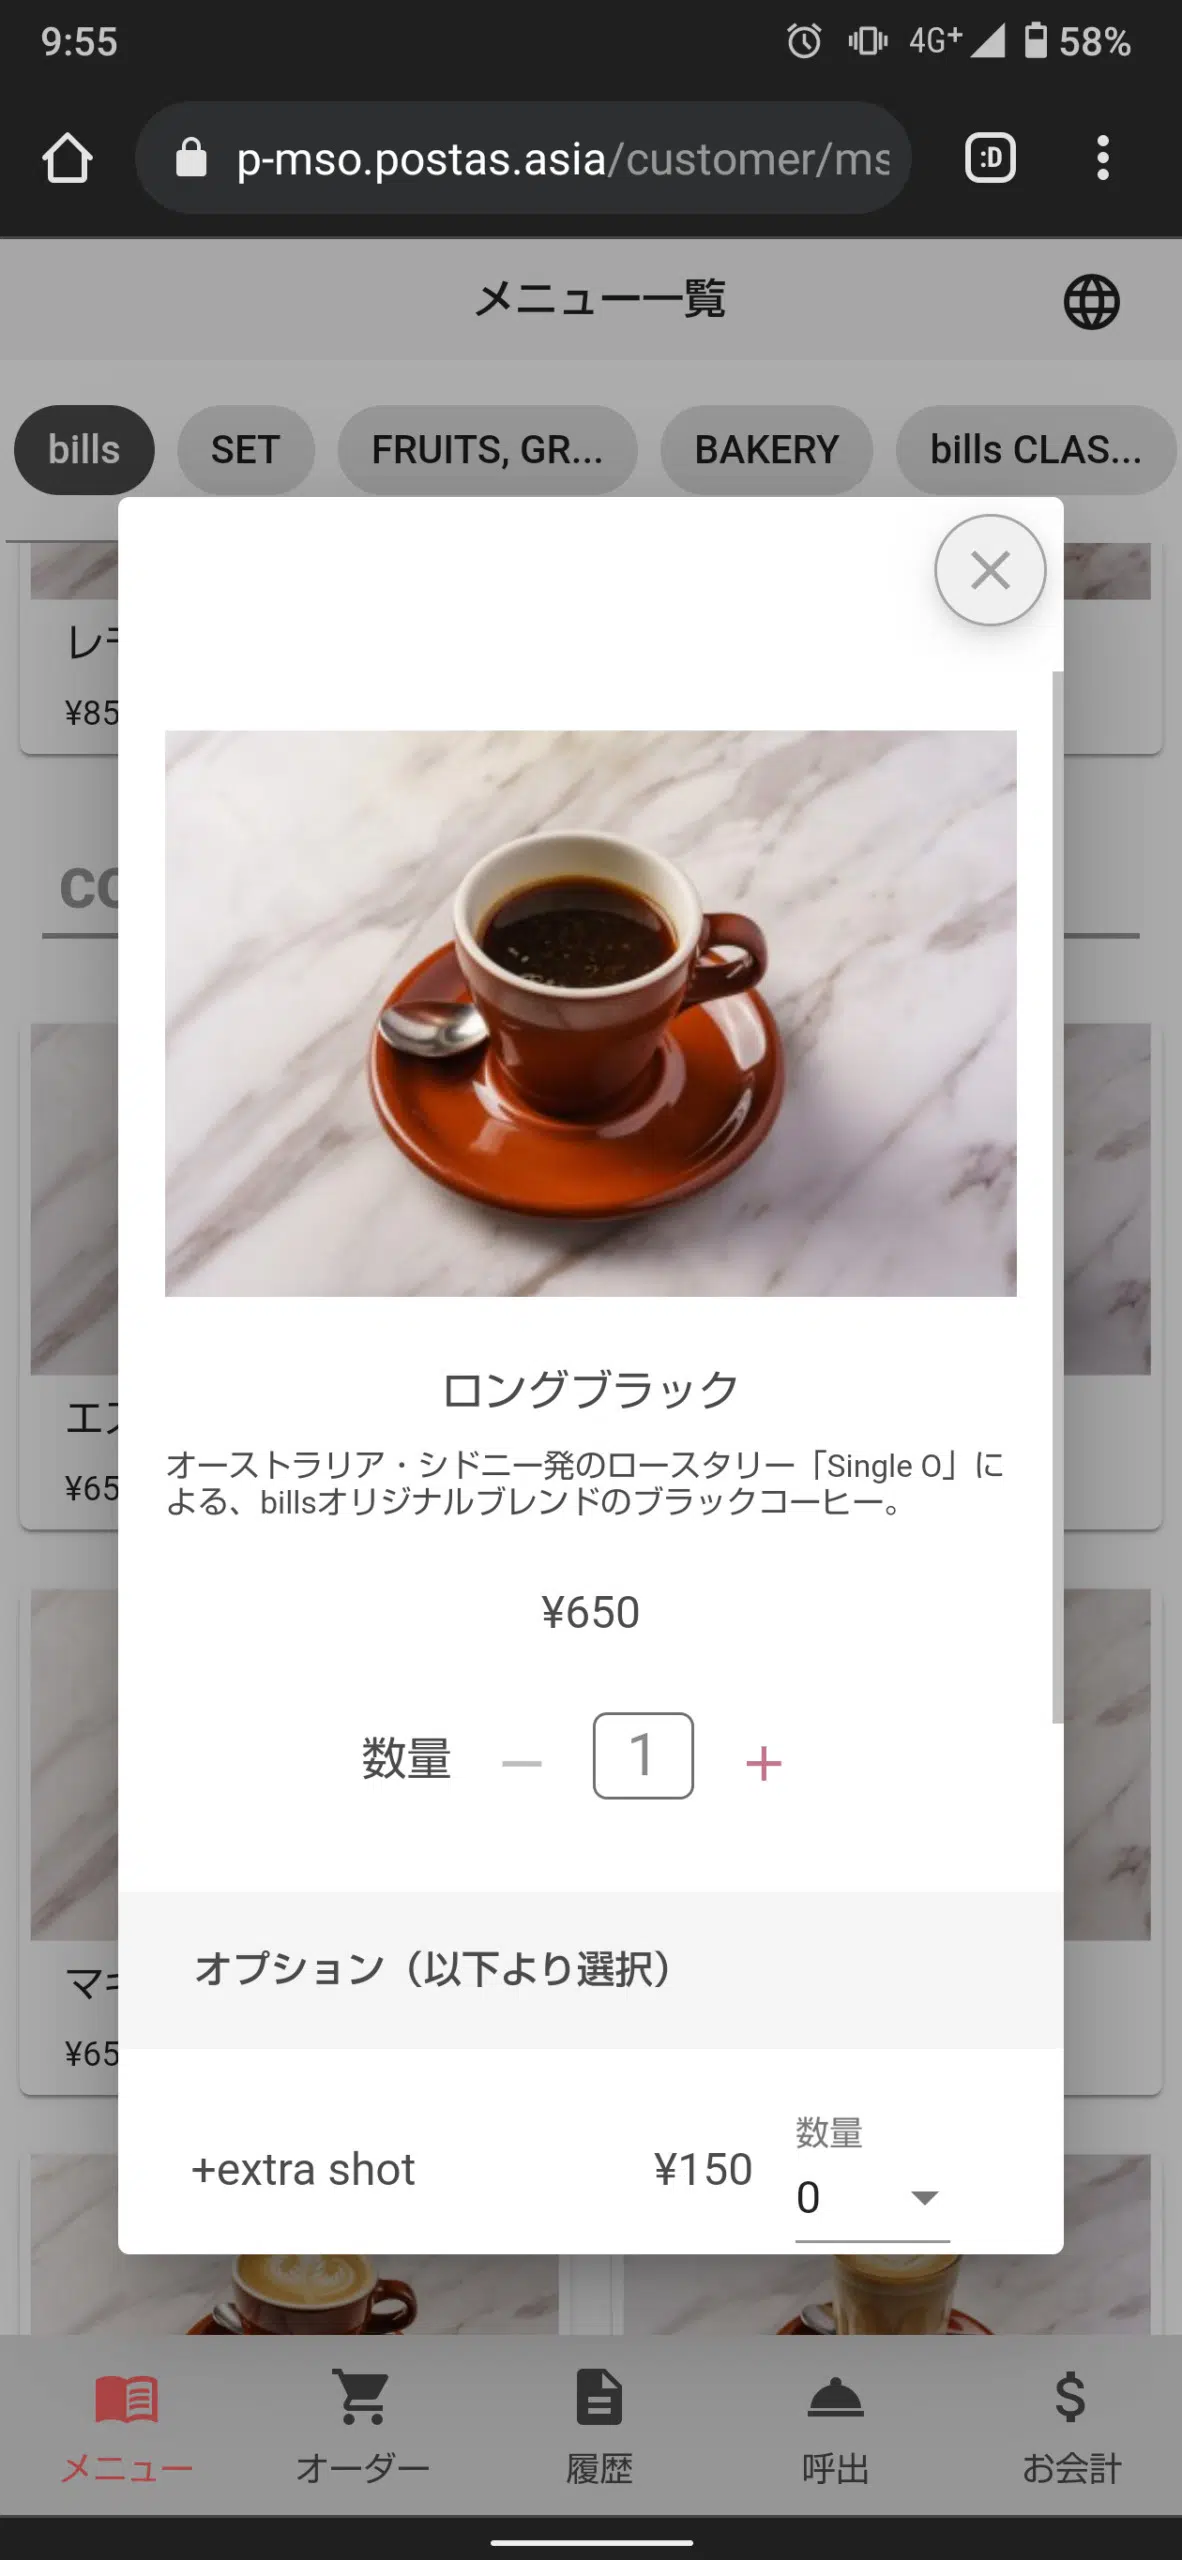 9:55
4G+
58%
p-mso.postas.asia/customer/ms
:D
メニュー一覧
bills
SET
FRUITS, GR...
BAKERY
bills CLAS...
レモ
¥85
CO
エス
¥65
マキ
¥65
ロングブラック
オーストラリア・シドニー発のロースタリー「Single O」に
よる、billsオリジナルブレンドのブラックコーヒー。
¥650
数量
1
オプション（以下より選択）
+extra shot
¥150
数量
0
メニュー
オーダー
履歴
呼出
お会計